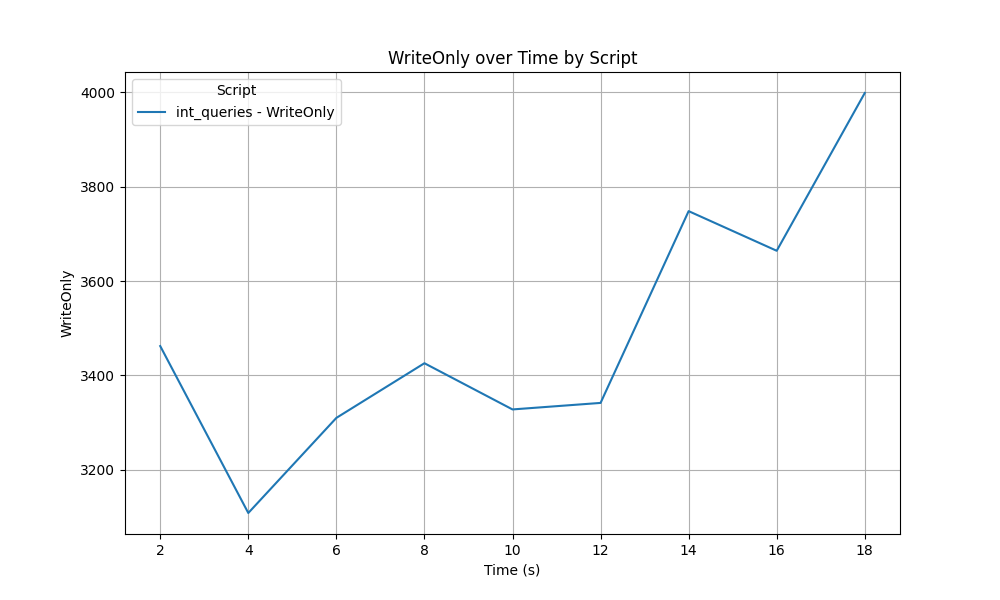 WriteOnly over Time by Script
Script
int_queries - WriteOnly
WriteOnly
4000
3800
3600
3400
3200
2 4 6 8 10 12 14 16 18
Time (s)